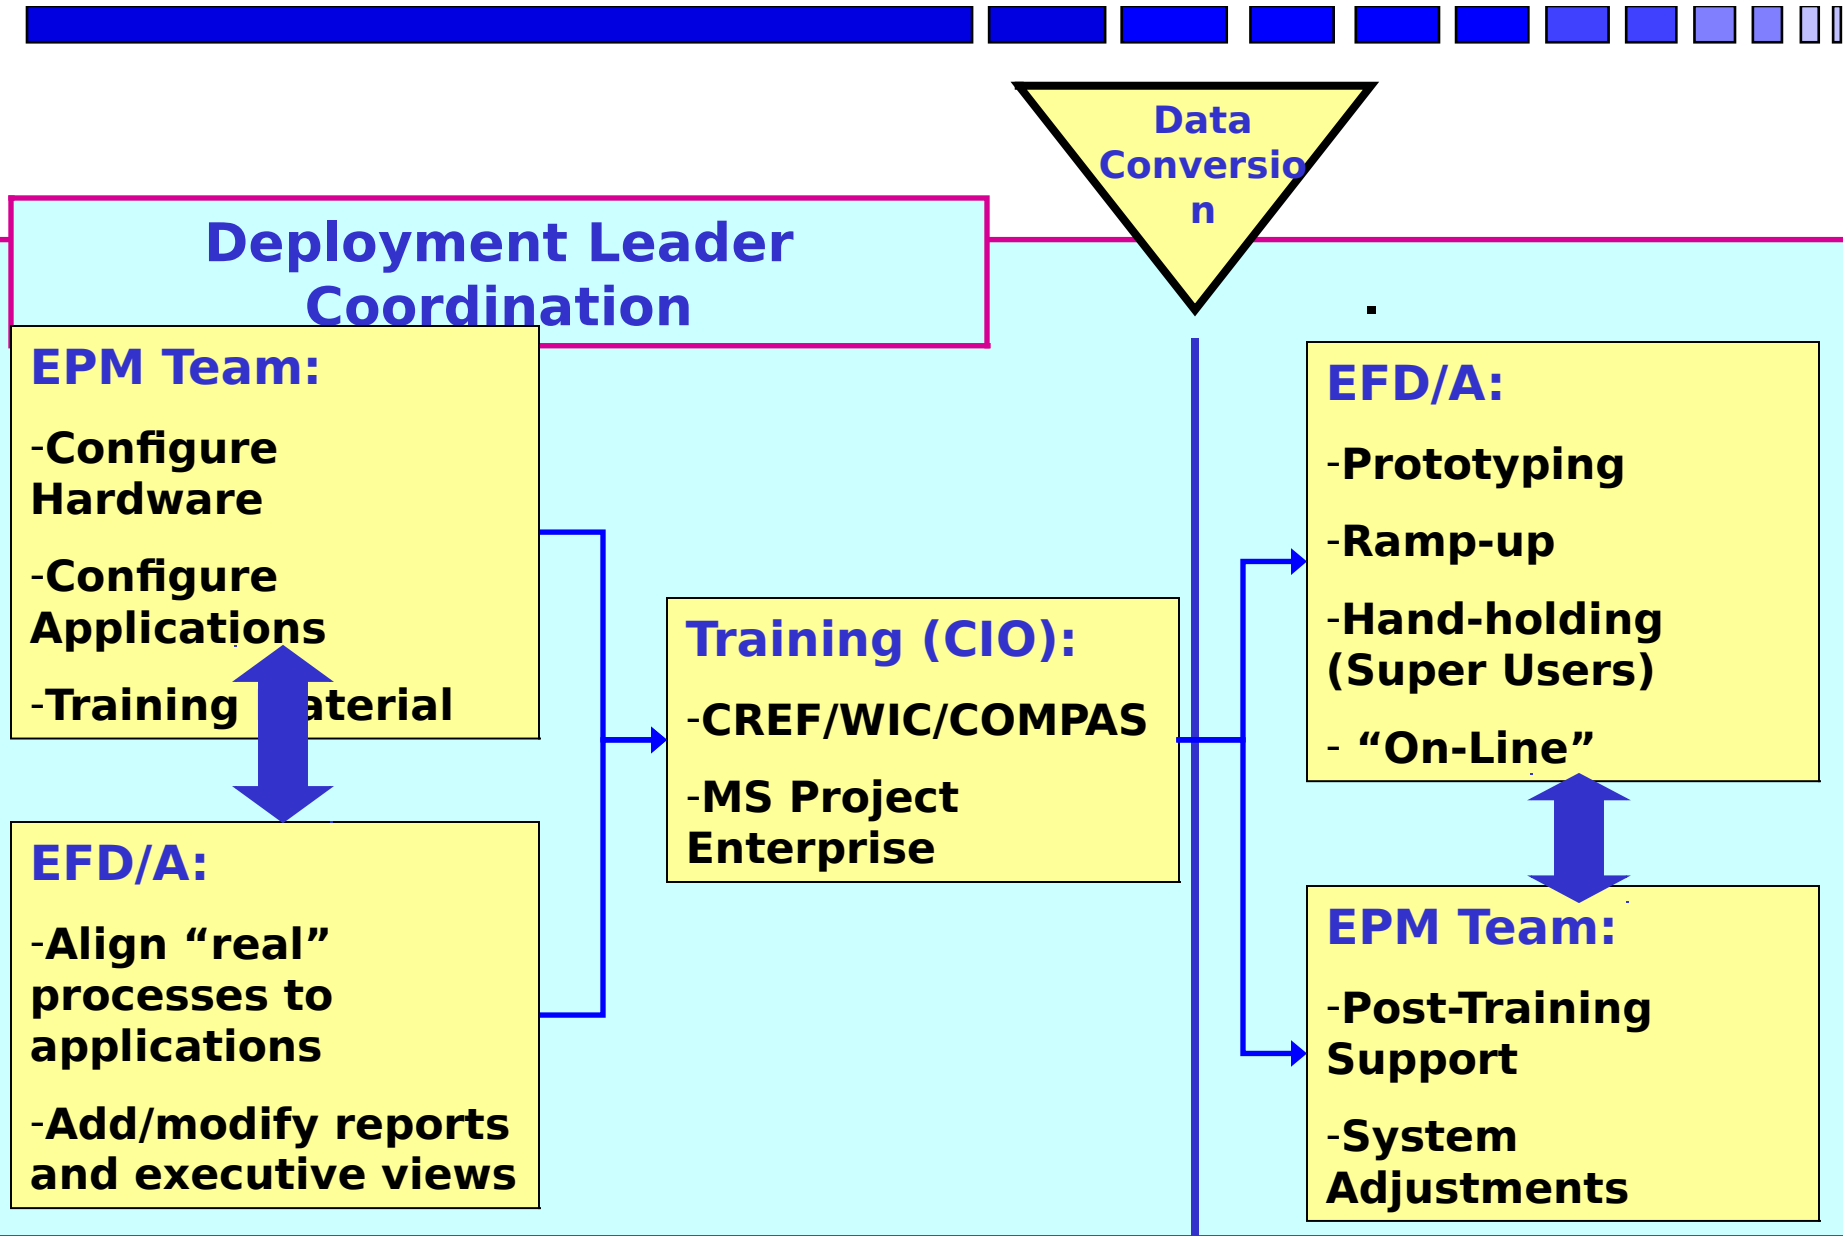 Data
Conversio
n
Deployment Leader
Coordination
EPM Team:
-Configure
Hardware
-Configure
Applications
-Training aterial
EFD/A:
-Align “real”
processes to
applications
-Add/modify reports
and executive views
Training (CIO):
-CREF/WIC/COMPAS
-MS Project
Enterprise
EFD/A:
-Prototyping
-Ramp-up
-Hand-holding
(Super Users)
- “On-Line”
EPM Team:
-Post-Training
Support
-System
Adjustments